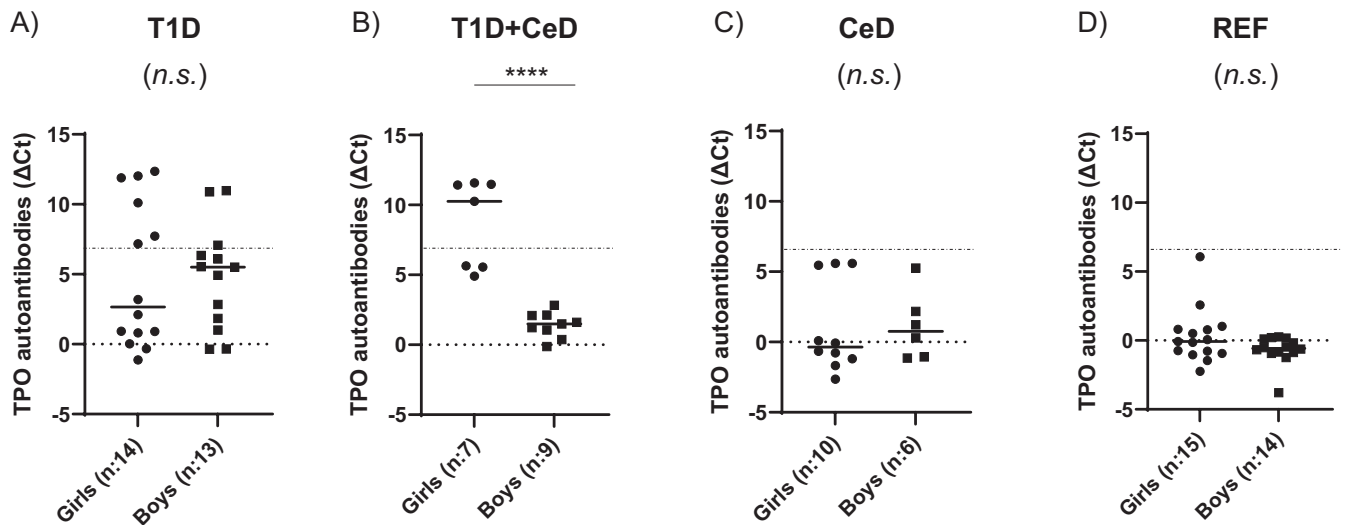 A) T1D
(n.s.)
TPO autoantibodies (ΔCt)
15
10
5
0
-5
Girls (n:14)
Boys (n:13)
B) T1D+CeD
****
TPO autoantibodies (ΔCt)
15
10
5
0
-5
Girls (n:7)
Boys (n:9)
C) CeD
(n.s.)
TPO autoantibodies (ΔCt)
15
10
5
0
-5
Girls (n:10)
Boys (n:6)
D) REF
(n.s.)
TPO autoantibodies (ΔCt)
15
10
5
0
-5
Girls (n:15)
Boys (n:14)